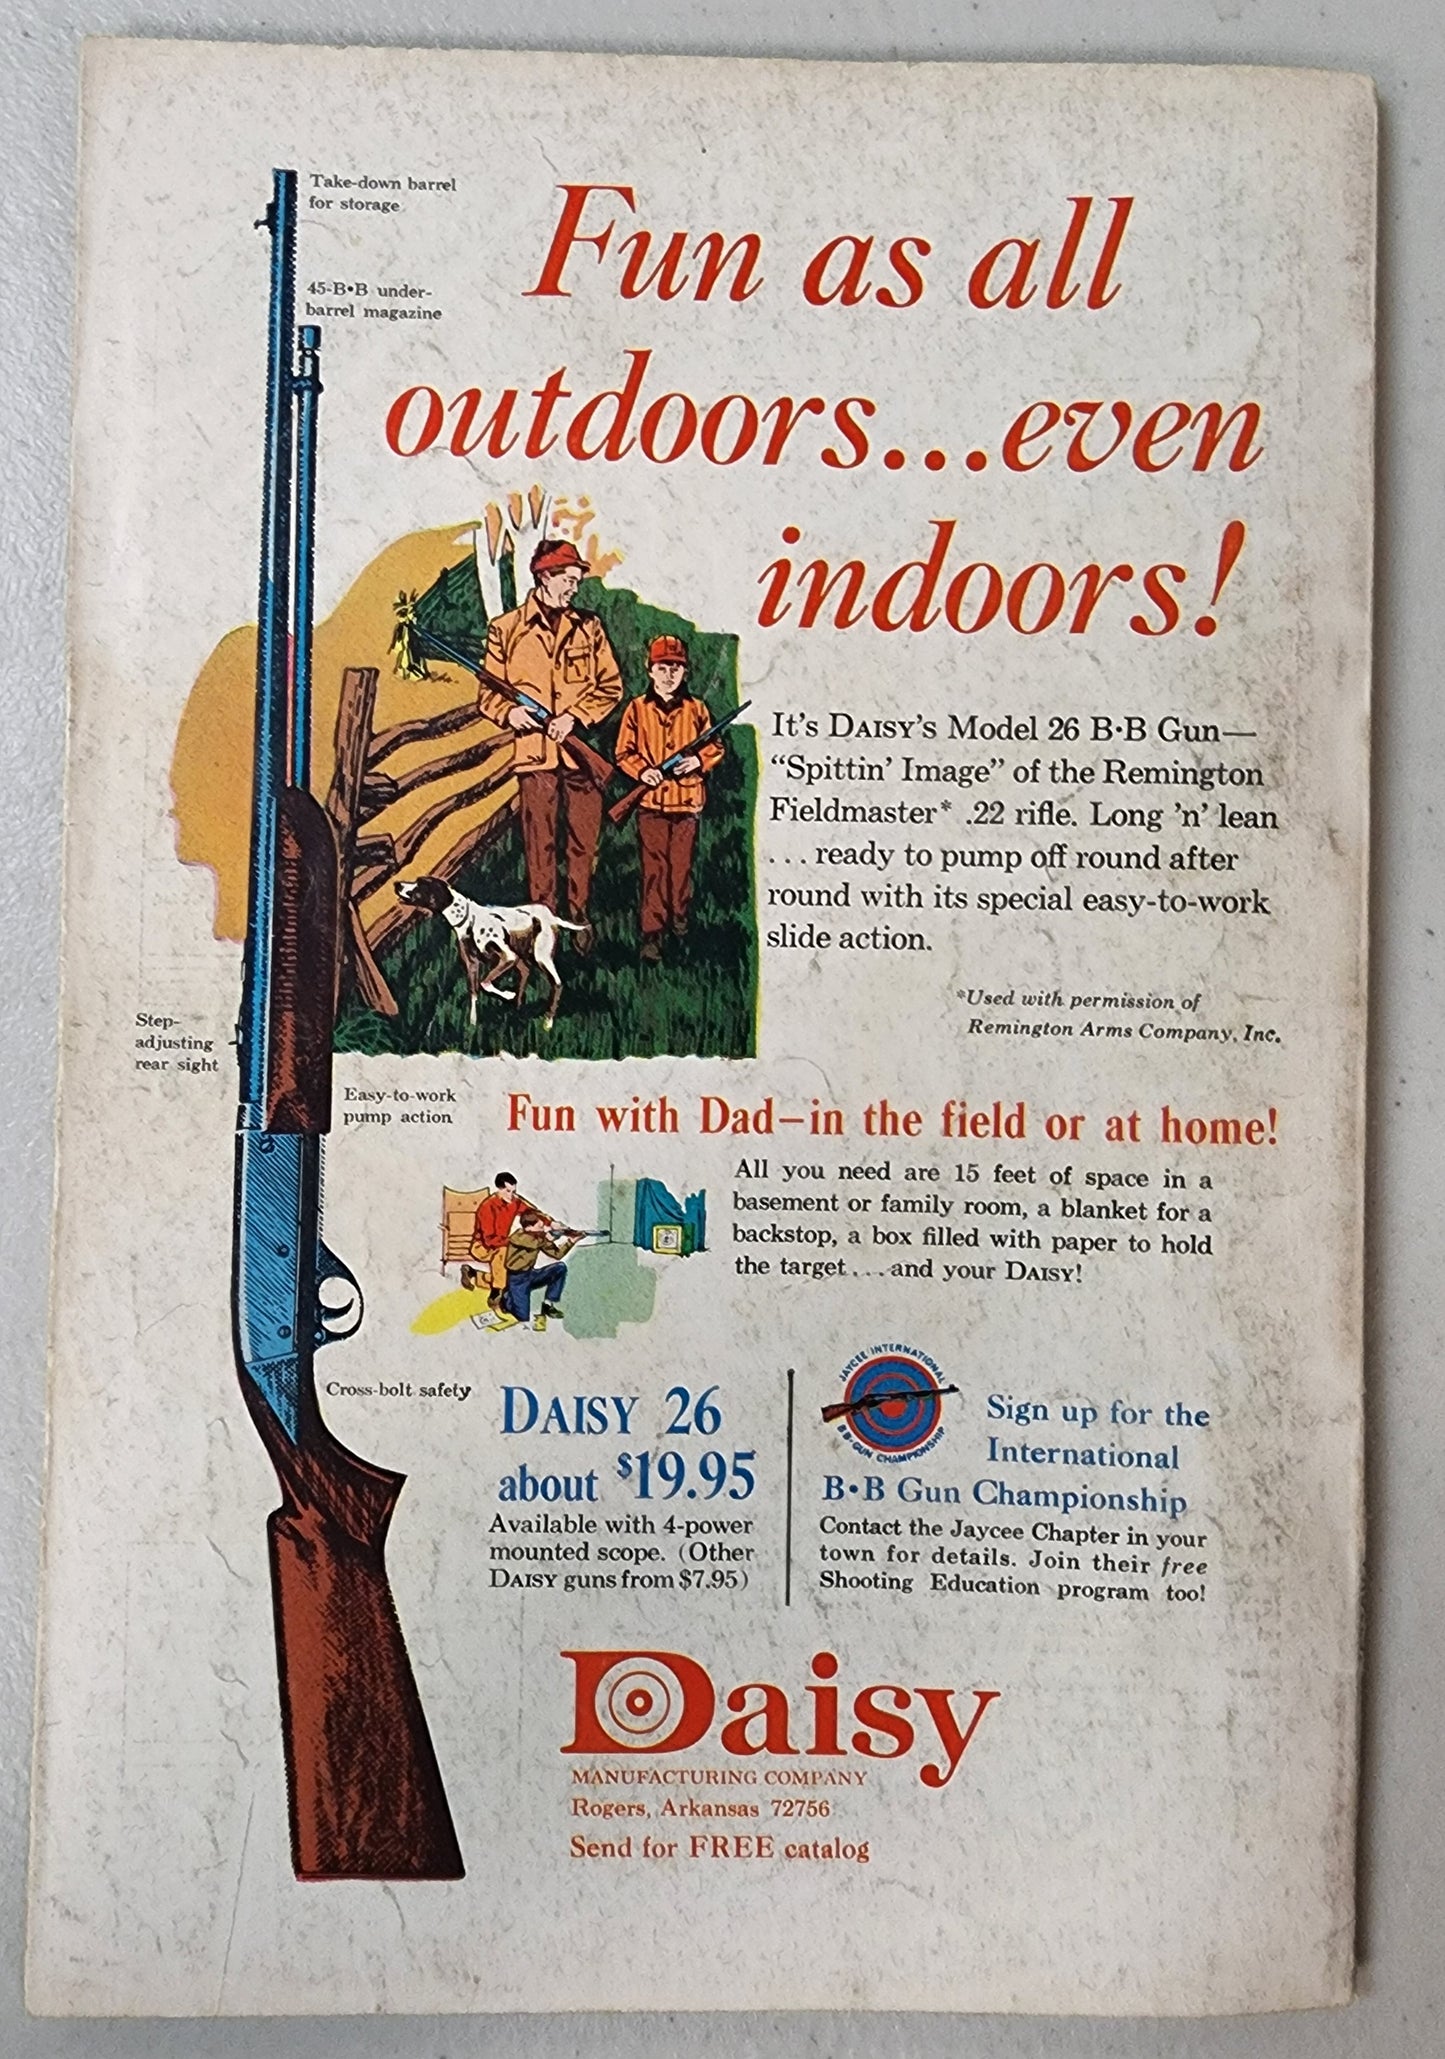 Take-down barrel
for storage
45-B•B under-
barrel magazine
Fun as all
outdoors...even
indoors!
It's DAISY's Model 26 B•B Gun—
“Spittin' Image” of the Remington
Fieldmaster* .22 rifle. Long 'n' lean
...ready to pump off round after
round with its special easy-to-work
slide action.
*Used with permission of
Remington Arms Company, Inc.
Step-
adjusting
rear sight
Easy-to-work
pump action
Fun with Dad—in the field or at home!
All you need are 15 feet of space in a
basement or family room, a blanket for a
backstop, a box filled with paper to hold
the target...and your DAISY!
Cross-bolt safety
DAISY 26
about $19.95
Available with 4-power
mounted scope. (Other
DAISY guns from $7.95)
JAYCEE INTERNATIONAL
B•B•GUN CHAMPIONSHIP
Sign up for the
International
B•B Gun Championship
Contact the Jaycee Chapter in your
town for details. Join their free
Shooting Education program too!
Daisy
MANUFACTURING COMPANY
Rogers, Arkansas 72756
Send for FREE catalog